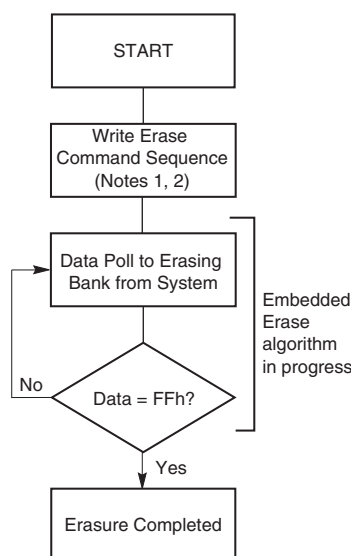 START
Write Erase
Command Sequence
(Notes 1, 2)
Data Poll to Erasing
Bank from System
Embedded
Erase
algorithm
in progress
No
Data = FFh?
Yes
Erasure Completed